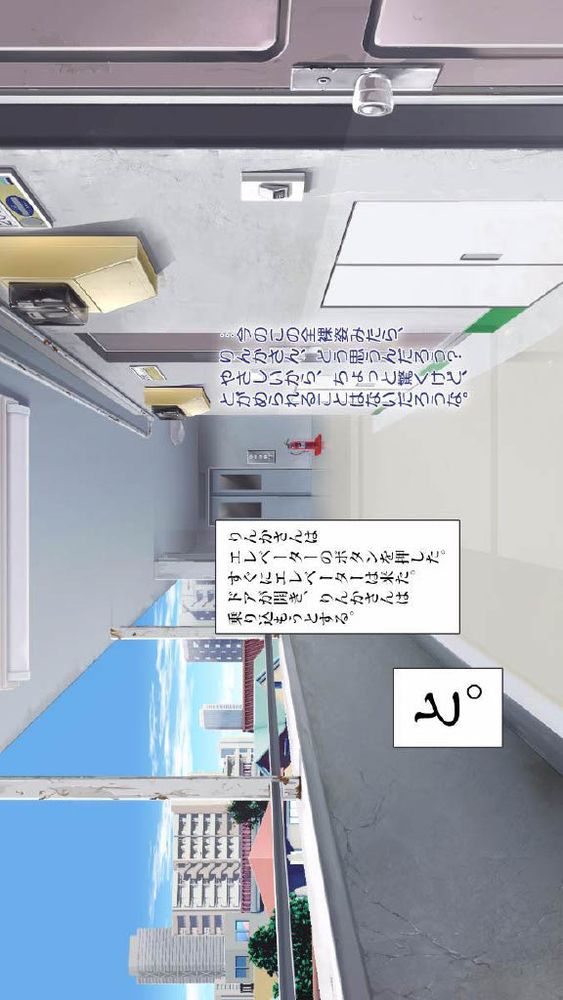 …今のこの全裸姿みたら、
りんかさん、どう思うんだろう？
やさしいから、ちょっと驚くけど、
とがめられることはないだろうな。
りんかさんは
エレベーターのボタンを押した。
すぐにエレベーターは来た。
ドアが開き、りんかさんは
乗り込もうとする。
と。